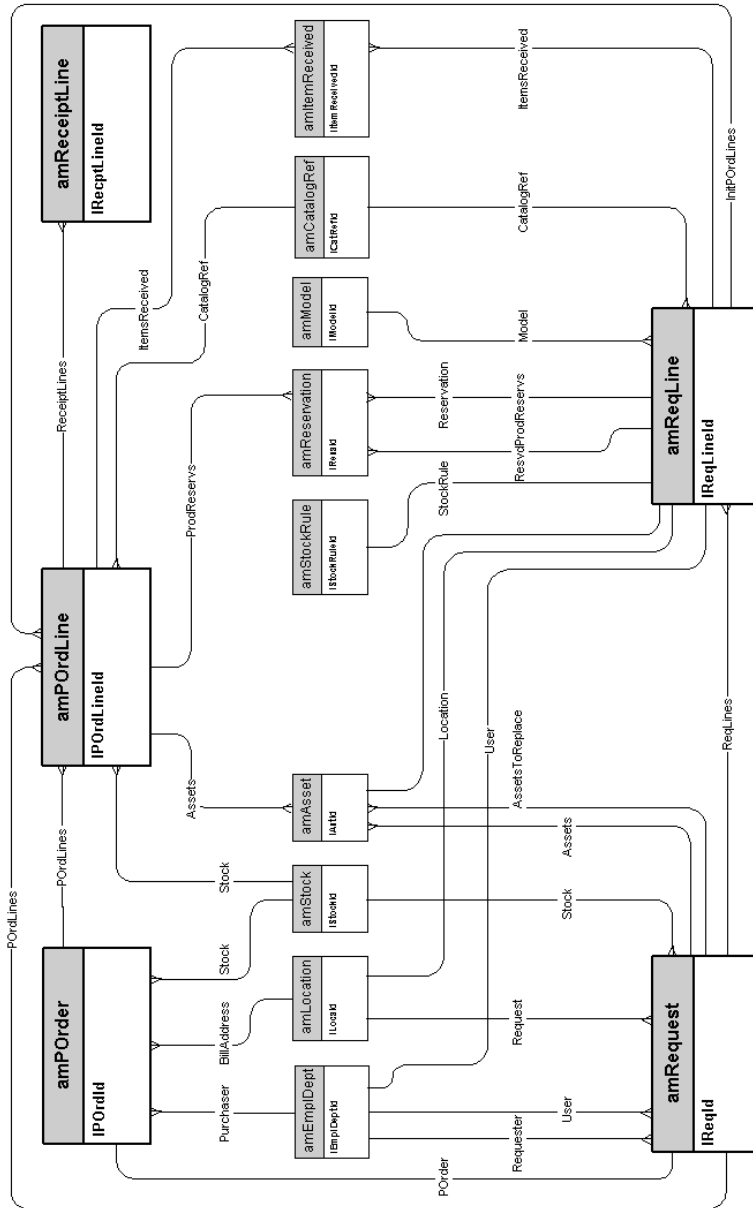 POrdLines
amPOrder
lPOrdId
POrdLines
amPOrdLine
lPOrdLineId
ReceiptLines
amReceiptLine
lRecptLineId
Purchaser
BillAddress
Stock
Stock
Assets
ProdReservs
CatalogRef
ItemsReceived
amEmplDept
lEmplDeptId
amLocation
lLocaId
amStock
lStockId
amAsset
lAstId
amStockRule
lStockRuleId
amReservation
lResId
amModel
lModelId
amCatalogRef
lCatRefId
amItemReceived
lItemReceivedId
POrder
Requester
User
Request
Stock
Assets
AssetsToReplace
User
Location
StockRule
ResvdProdReservs
Reservation
Model
CatalogRef
ItemsReceived
amRequest
lReqId
ReqLines
amReqLine
lReqLineId
InitPOrdLines